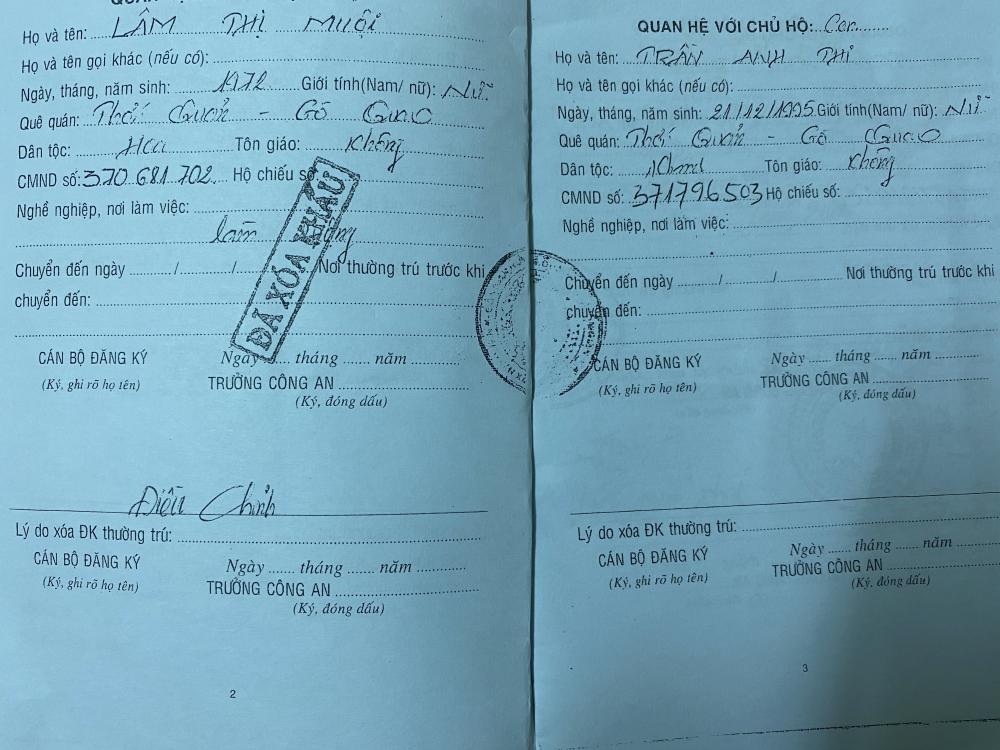 Họ và tên: LÂM THỊ MUỘI
Họ và tên gọi khác (nếu có):
Ngày, tháng, năm sinh: 1972 Giới tính(Nam/ nữ): Nữ
Quê quán: Thới Quản - Gò Quao
Dân tộc: Hoa Tôn giáo: Không
CMND số: 370 681 702 Hộ chiếu số
Nghề nghiệp, nơi làm việc:
làm
ĐÃ XÓA KHẨU
Chuyển đến ngày ........../........../.......... Nơi thường trú trước khi
chuyển đến:
CÁN BỘ ĐĂNG KÝ Ngày ....... tháng ....... năm ..........
(Ký, ghi rõ họ tên) TRƯỞNG CÔNG AN
(Ký, đóng dấu)
Điều Chỉnh
Lý do xóa ĐK thường trú:
CÁN BỘ ĐĂNG KÝ Ngày ....... tháng ....... năm ..........
(Ký, ghi rõ họ tên) TRƯỞNG CÔNG AN
(Ký, đóng dấu)
2
QUAN HỆ VỚI CHỦ HỘ: Con
Họ và tên: TRẦN ANH THI
Họ và tên gọi khác (nếu có):
Ngày, tháng, năm sinh: 21/12/1995 Giới tính(Nam/ nữ): Nữ
Quê quán: Thới Quản - Gò Quao
Dân tộc: Tôn giáo: Không
CMND số: 371796503 Hộ chiếu số:
Nghề nghiệp, nơi làm việc:
Chuyển đến ngày ........../........../.......... Nơi thường trú trước khi
chuyển đến:
CÁN BỘ ĐĂNG KÝ Ngày ....... tháng ....... năm ..........
(Ký, ghi rõ họ tên) TRƯỞNG CÔNG AN
(Ký, đóng dấu)
Lý do xóa ĐK thường trú:
CÁN BỘ ĐĂNG KÝ Ngày ....... tháng ....... năm ..........
(Ký, ghi rõ họ tên) TRƯỞNG CÔNG AN
(Ký, đóng dấu)
3